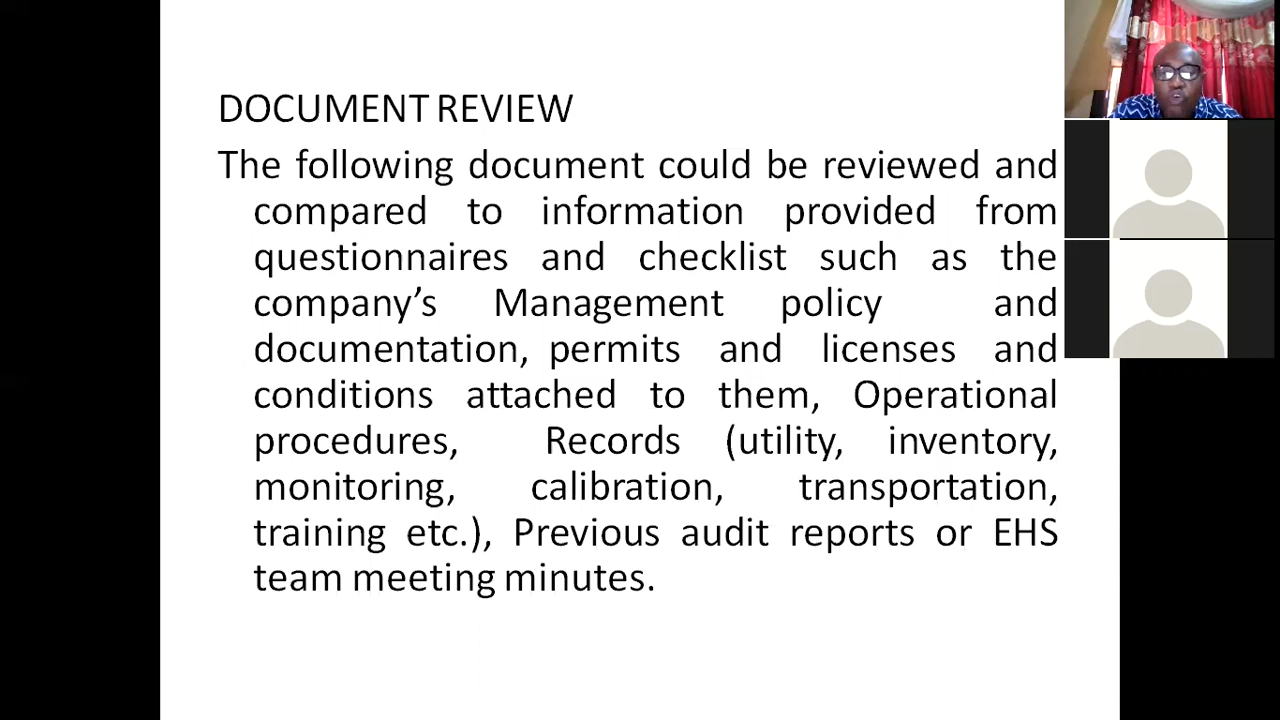 DOCUMENT REVIEW
The following document could be reviewed and
compared to information provided from
questionnaires and checklist such as the
company’s Management policy and
documentation, permits and licenses and
conditions attached to them, Operational
procedures, Records (utility, inventory,
monitoring, calibration, transportation,
training etc.), Previous audit reports or EHS
team meeting minutes.